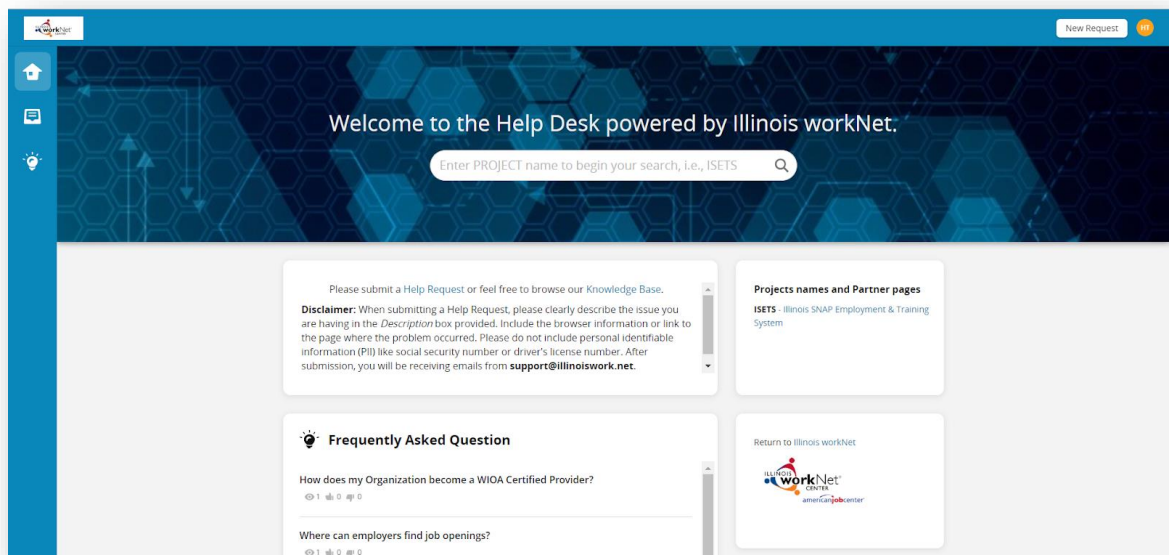 ILLINOIS
workNet
CENTER
New Request
HT
Welcome to the Help Desk powered by Illinois workNet.
Enter PROJECT name to begin your search, i.e., ISETS
Please submit a Help Request or feel free to browse our Knowledge Base.
Disclaimer: When submitting a Help Request, please clearly describe the issue you
are having in the Description box provided. Include the browser information or link to
the page where the problem occurred. Please do not include personal identifiable
information (PII) like social security number or driver's license number. After
submission, you will be receiving emails from support@illinoiswork.net.
Projects names and Partner pages
ISETS - Illinois SNAP Employment & Training
System
Frequently Asked Question
How does my Organization become a WIOA Certified Provider?
1 0 0
Where can employers find job openings?
1 0 0
Return to Illinois workNet
ILLINOIS
workNet
CENTER
americanjobcenter